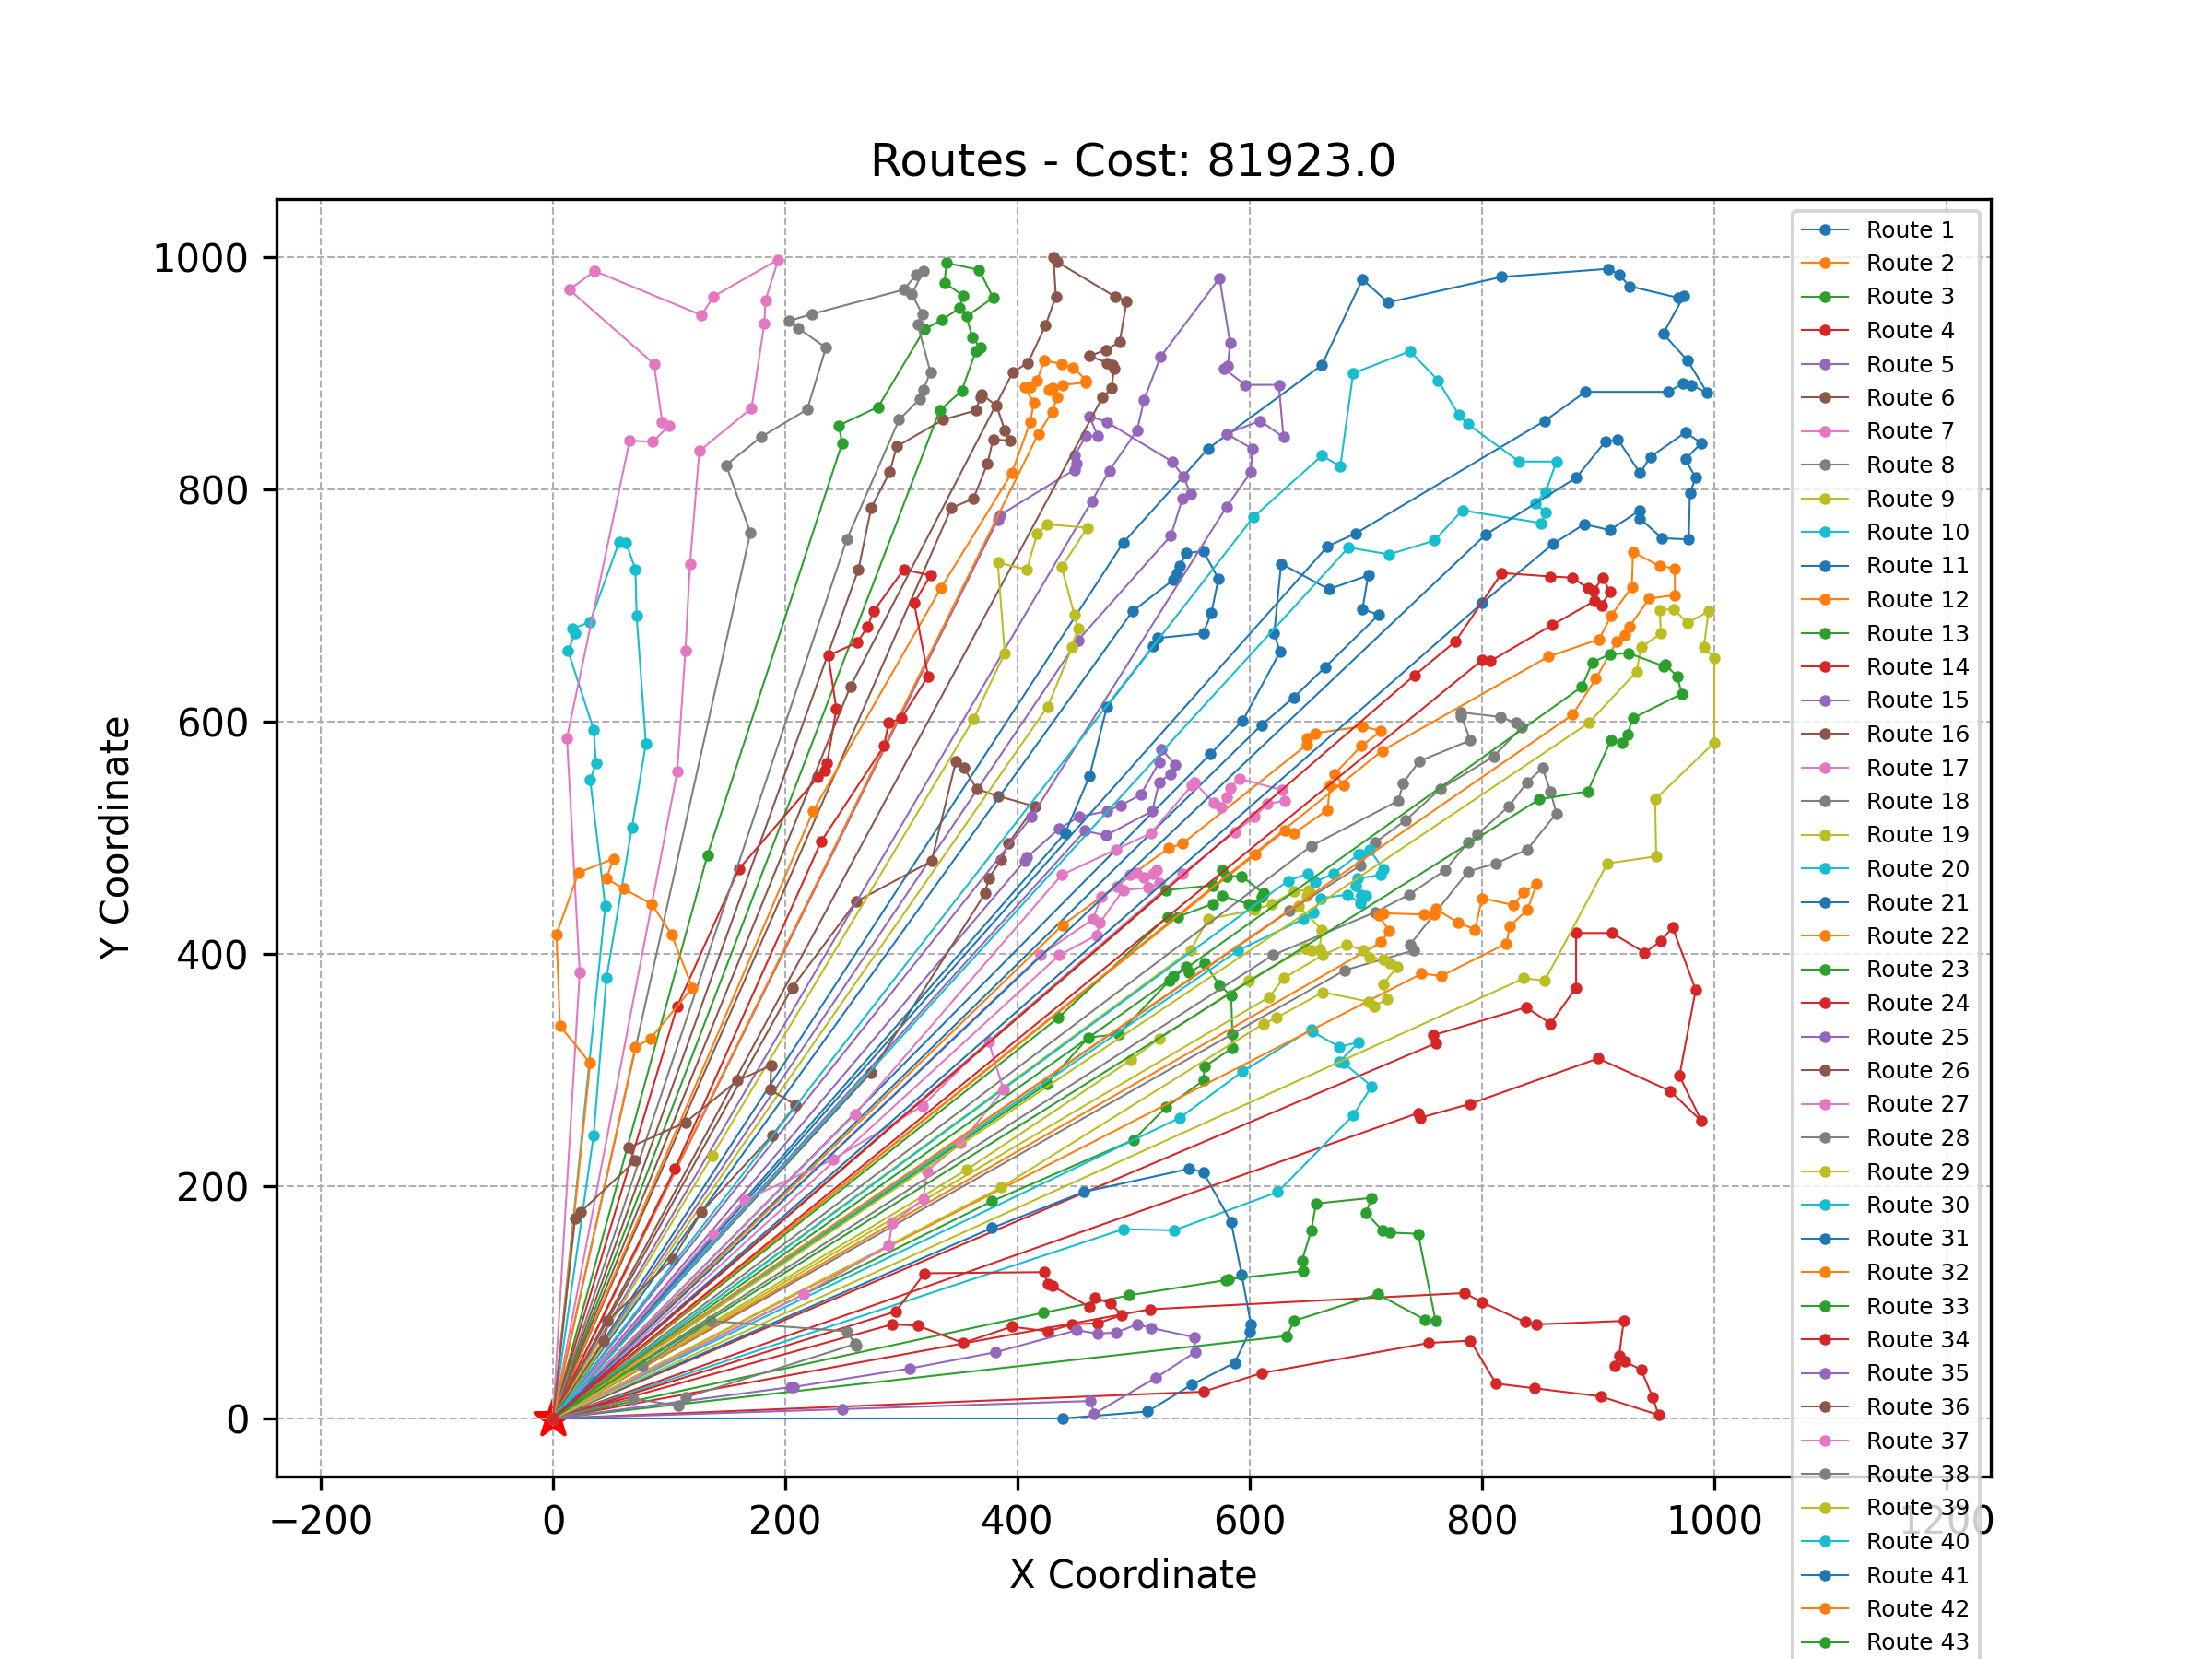 Routes - Cost: 81923.0
Y Coordinate
1000
800
600
400
200
0
−200
0
200
400
600
800
1000
1200
X Coordinate
Route 1
Route 2
Route 3
Route 4
Route 5
Route 6
Route 7
Route 8
Route 9
Route 10
Route 11
Route 12
Route 13
Route 14
Route 15
Route 16
Route 17
Route 18
Route 19
Route 20
Route 21
Route 22
Route 23
Route 24
Route 25
Route 26
Route 27
Route 28
Route 29
Route 30
Route 31
Route 32
Route 33
Route 34
Route 35
Route 36
Route 37
Route 38
Route 39
Route 40
Route 41
Route 42
Route 43